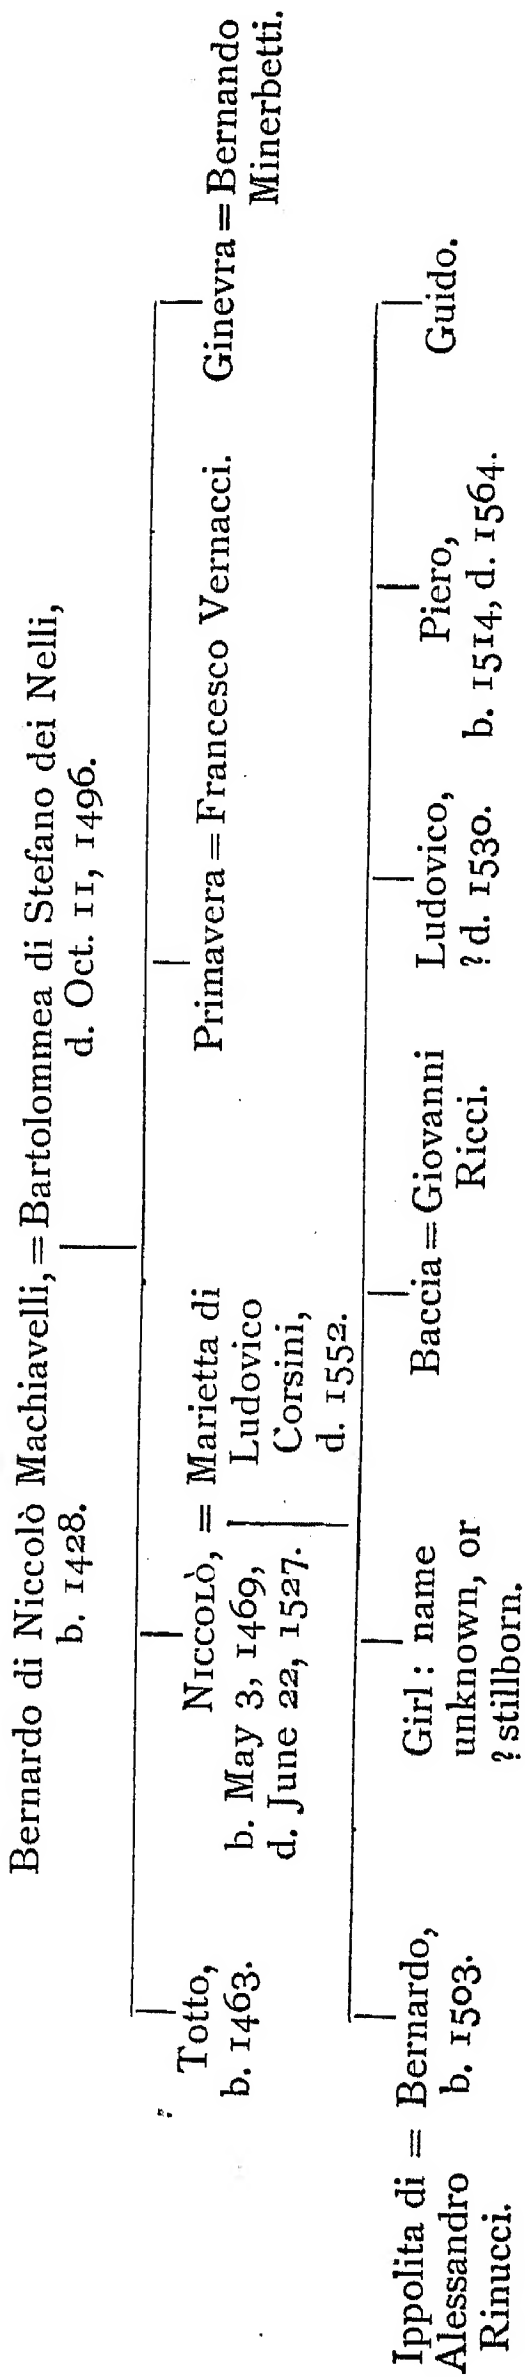 Bernardo di Niccolò Machiavelli, = Bartolommea di Stefano dei Nelli,
b. 1428.
d. Oct. 11, 1496.
Totto,
b. 1463.
NICCOLÒ, = Marietta di
b. May 3, 1469,
d. June 22, 1527.
Ludovico
Corsini,
d. 1552.
Primavera = Francesco Vernacci.
Ginevra = Bernando
Minerbetti.
Ippolita di = Bernardo,
Alessandro
Rinucci.
b. 1503.
Girl: name
unknown, or
? stillborn.
Baccia = Giovanni
Ricci.
Ludovico,
? d. 1530.
Piero,
b. 1514, d. 1564.
Guido.